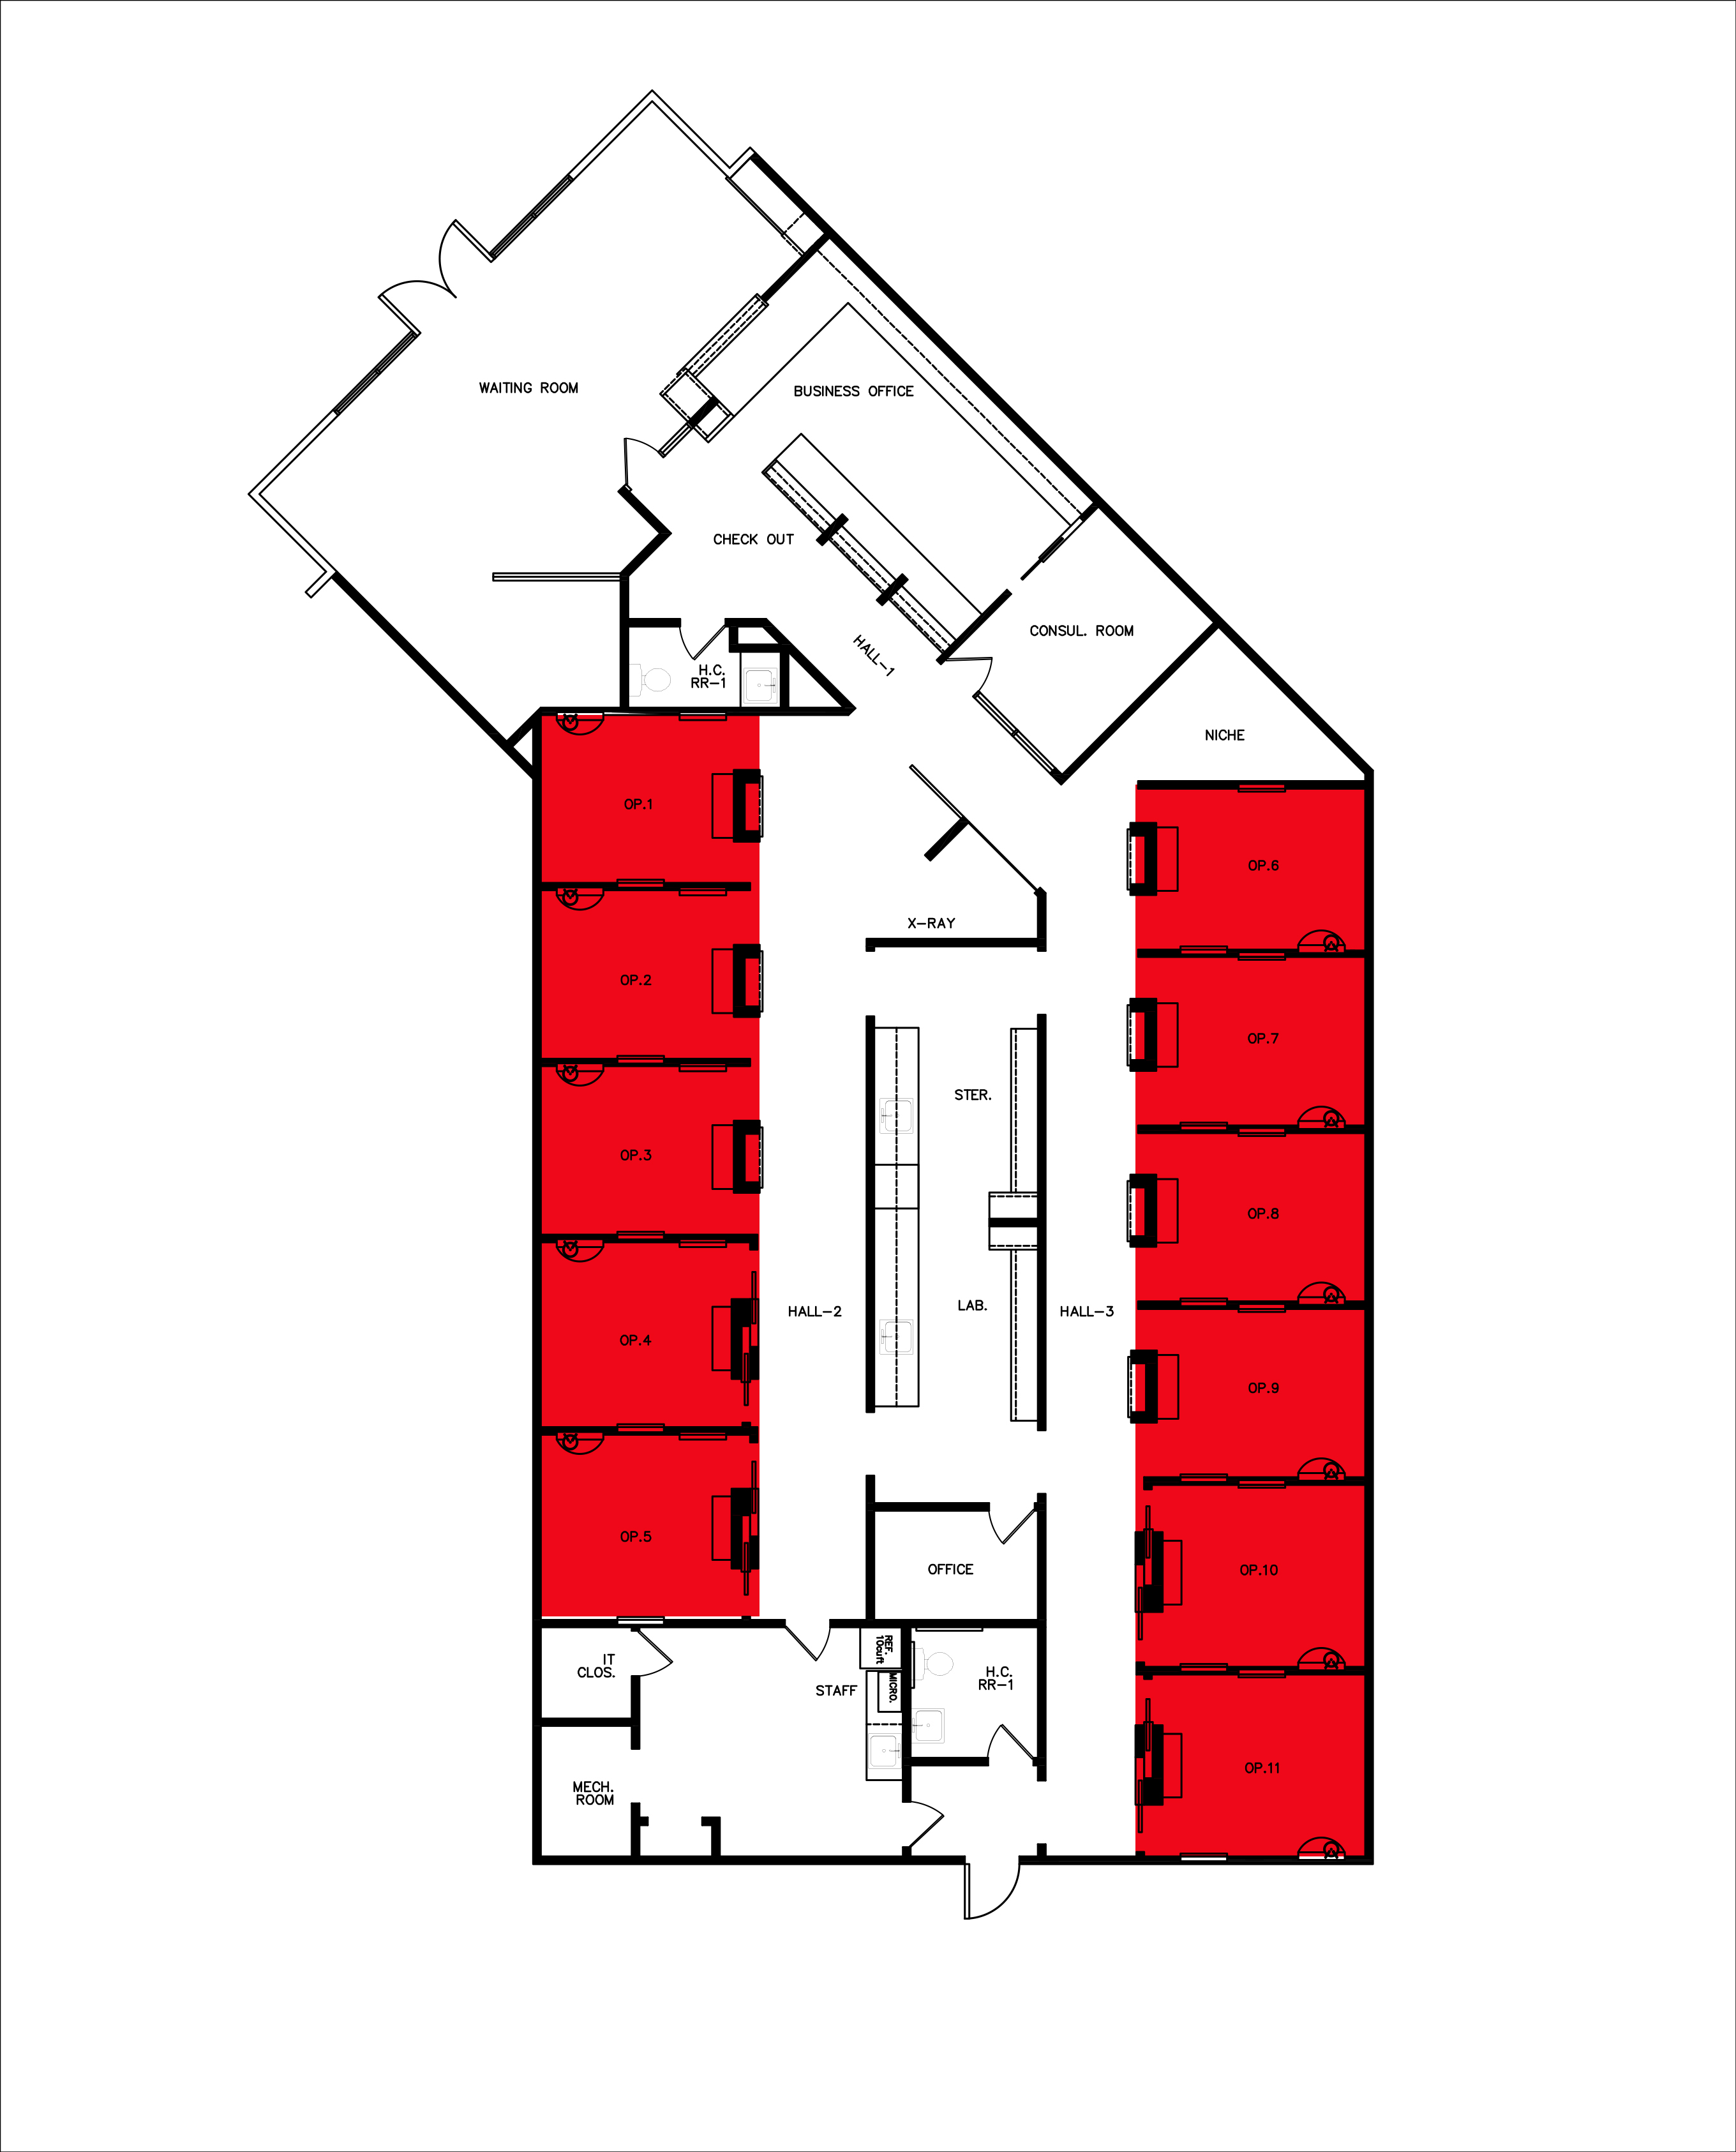 WAITING ROOM
BUSINESS OFFICE
CHECK OUT
HALL-1
CONSUL. ROOM
H.C.
RR-1
NICHE
OP.1
OP.6
X-RAY
OP.2
OP.7
STER.
OP.3
OP.8
LAB.
HALL-2
HALL-3
OP.4
OP.9
OP.5
OFFICE
OP.10
REF.
10cuft
IT
CLOS.
STAFF
MICRO.
H.C.
RR-1
OP.11
MECH.
ROOM